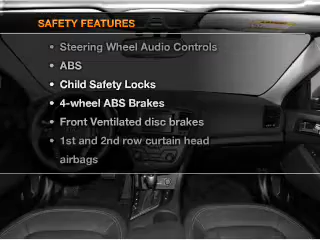 SAFETY FEATURES
• Steering Wheel Audio Controls
• ABS
• Child Safety Locks
• 4-wheel ABS Brakes
• Front Ventilated disc brakes
• 1st and 2nd row curtain head
airbags